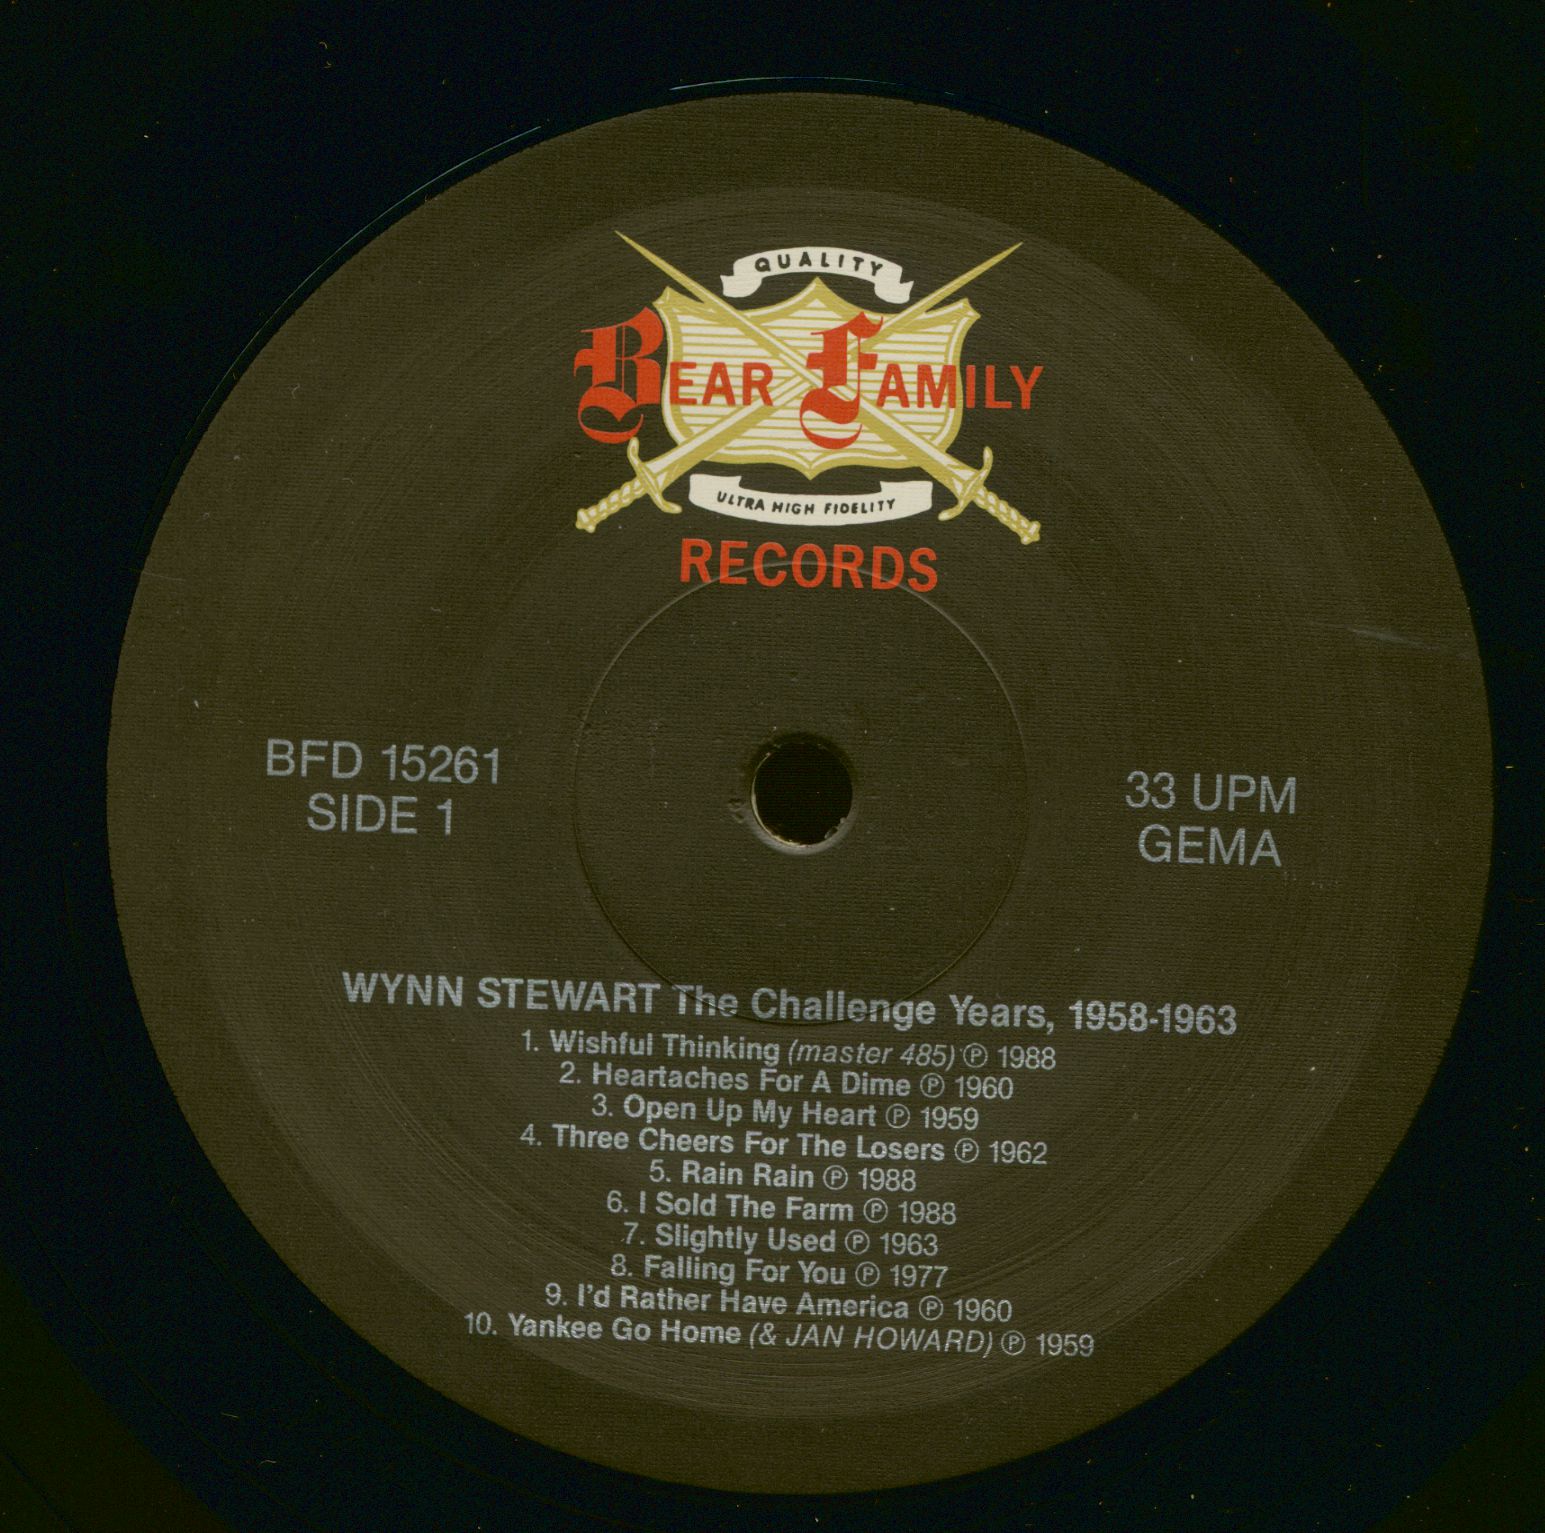 QUALITY
BEAR FAMILY
ULTRA HIGH FIDELITY
RECORDS
BFD 15261
SIDE 1
33 UPM
GEMA
WYNN STEWART The Challenge Years, 1958-1963
1. Wishful Thinking (master 485) ℗ 1988
2. Heartaches For A Dime ℗ 1960
3. Open Up My Heart ℗ 1959
4. Three Cheers For The Losers ℗ 1962
5. Rain Rain ℗ 1988
6. I Sold The Farm ℗ 1988
7. Slightly Used ℗ 1963
8. Falling For You ℗ 1977
9. I'd Rather Have America ℗ 1960
10. Yankee Go Home (& JAN HOWARD) ℗ 1959